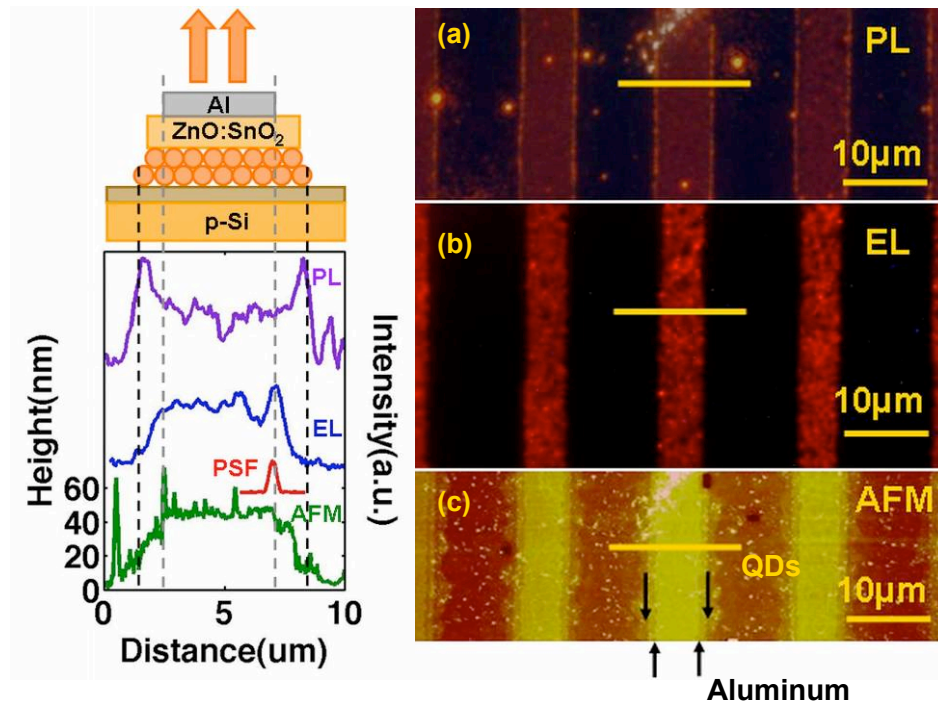 Al
ZnO:SnO₂
p-Si
PL
EL
PSF
AFM
Height(nm)
60
40
20
0
Intensity(a.u.)
0 5 10
Distance(um)
(a) PL
10µm
(b) EL
10µm
(c) AFM
QDs
10µm
Aluminum